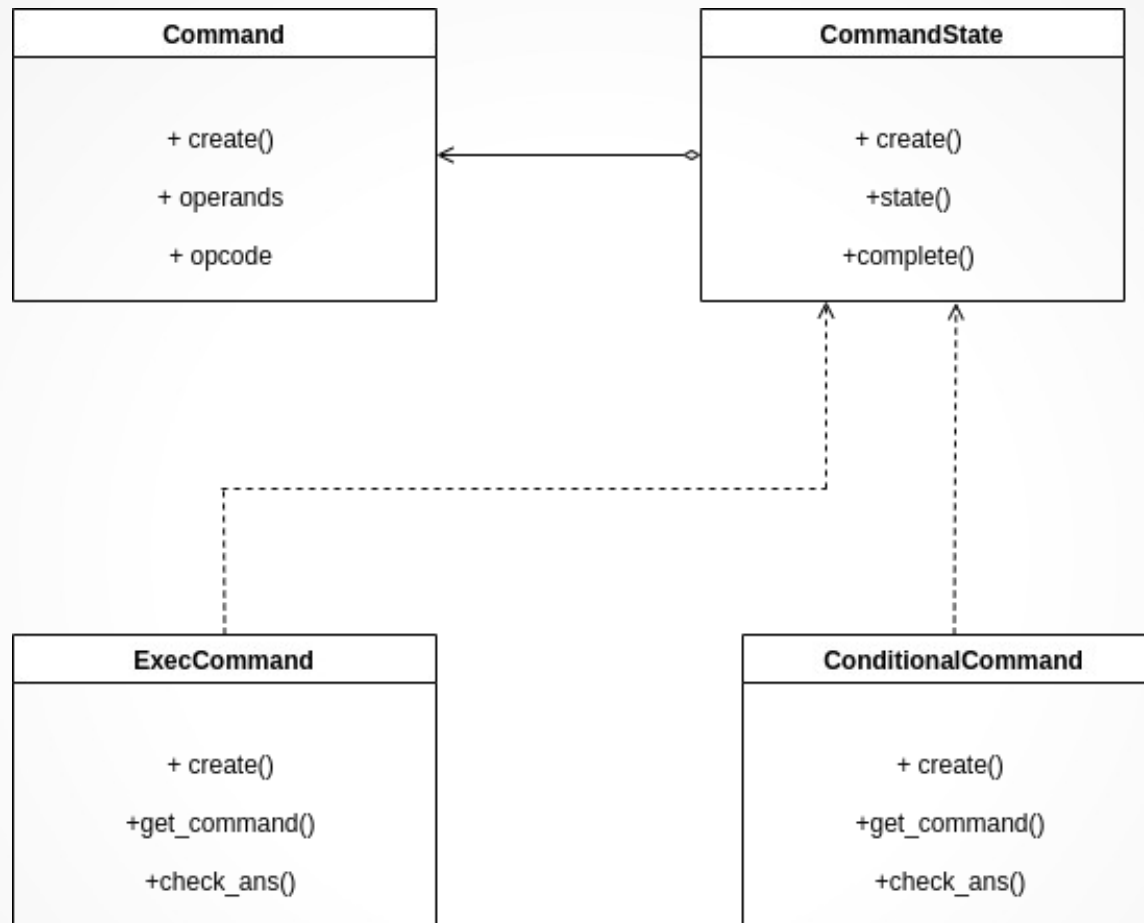 Command
+ create()
+ operands
+ opcode
CommandState
+ create()
+state()
+complete()
ExecCommand
+ create()
+get_command()
+check_ans()
ConditionalCommand
+ create()
+get_command()
+check_ans()